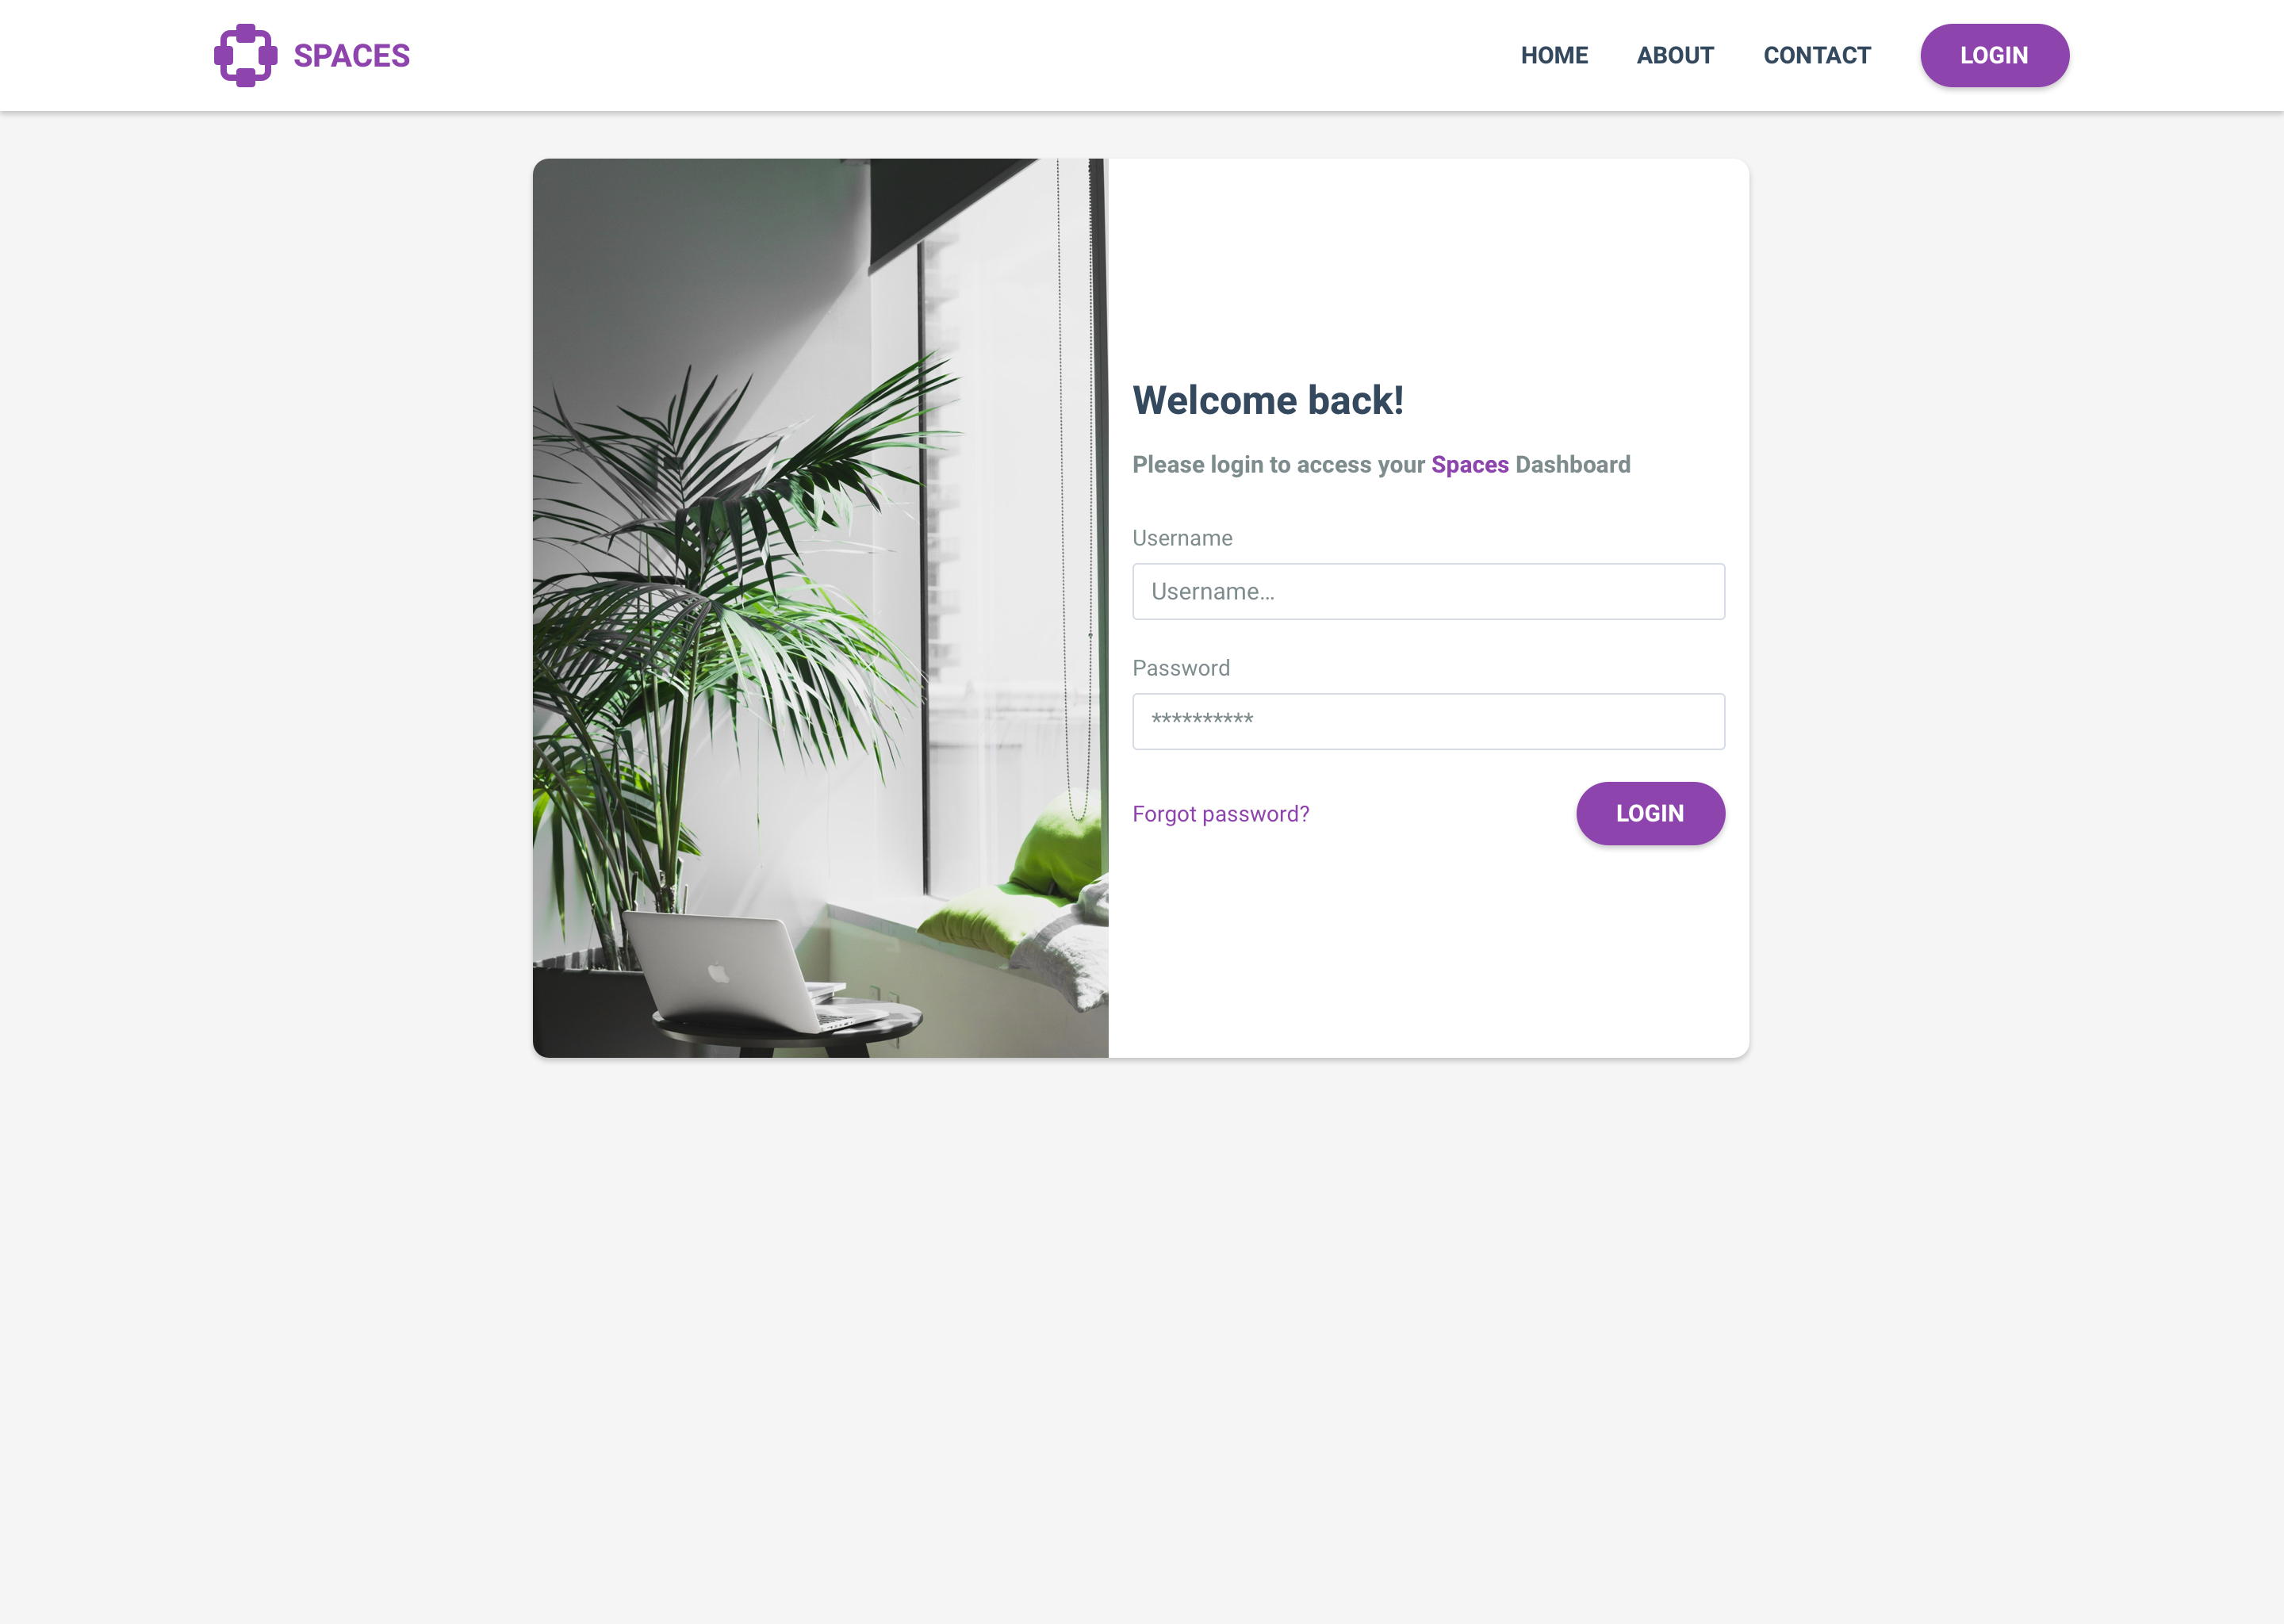 SPACES
HOME ABOUT CONTACT LOGIN
Welcome back!
Please login to access your Spaces Dashboard
Username
Username...
Password
**********
Forgot password? LOGIN